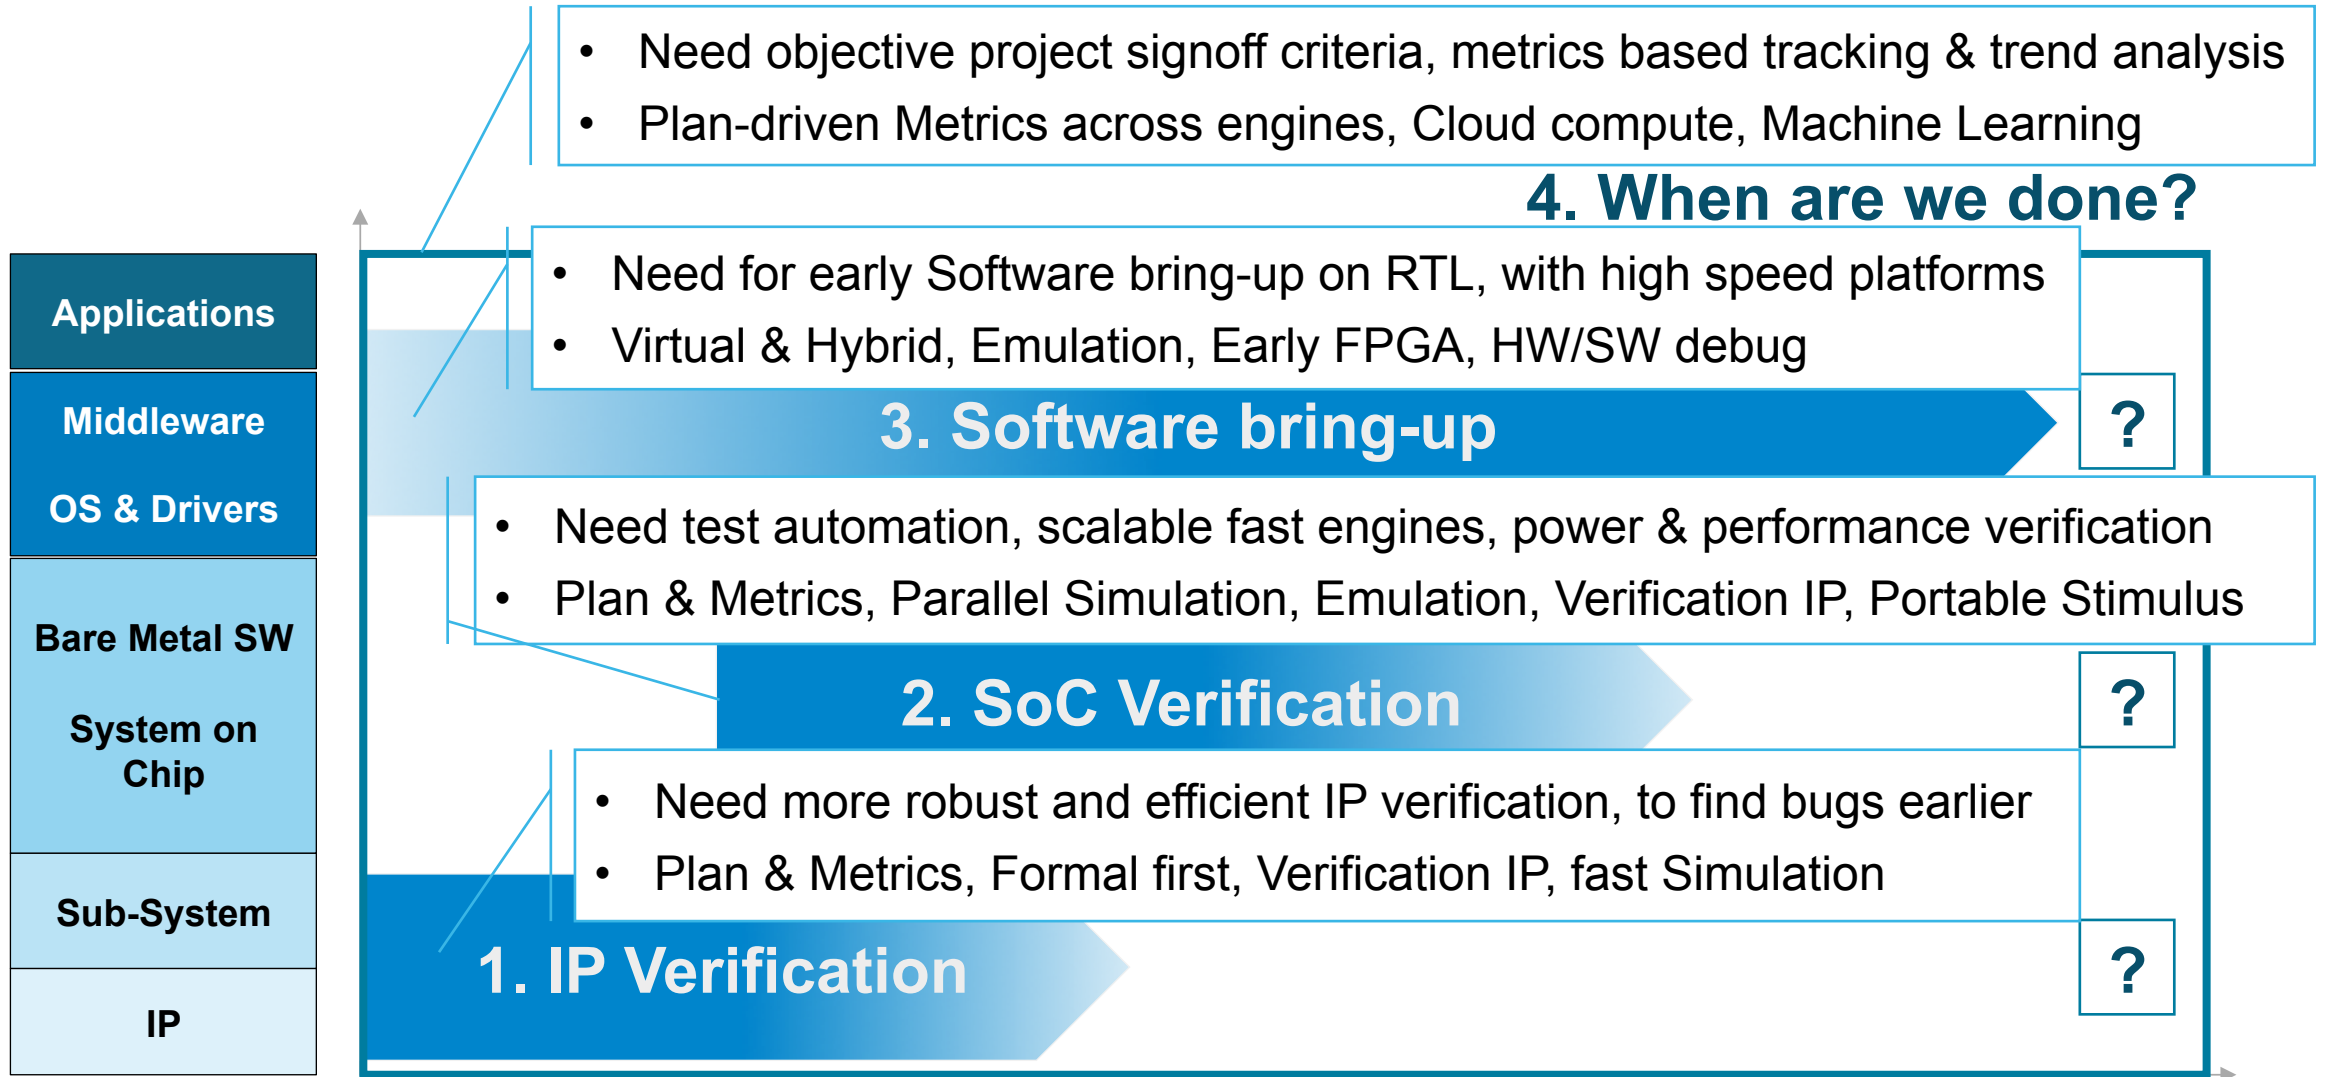 • Need objective project signoff criteria, metrics based tracking & trend analysis
• Plan-driven Metrics across engines, Cloud compute, Machine Learning
4. When are we done?
• Need for early Software bring-up on RTL, with high speed platforms
• Virtual & Hybrid, Emulation, Early FPGA, HW/SW debug
Applications
Middleware
OS & Drivers
3. Software bring-up
?
• Need test automation, scalable fast engines, power & performance verification
• Plan & Metrics, Parallel Simulation, Emulation, Verification IP, Portable Stimulus
Bare Metal SW
System on
Chip
2. SoC Verification
?
• Need more robust and efficient IP verification, to find bugs earlier
• Plan & Metrics, Formal first, Verification IP, fast Simulation
Sub-System
IP
1. IP Verification
?